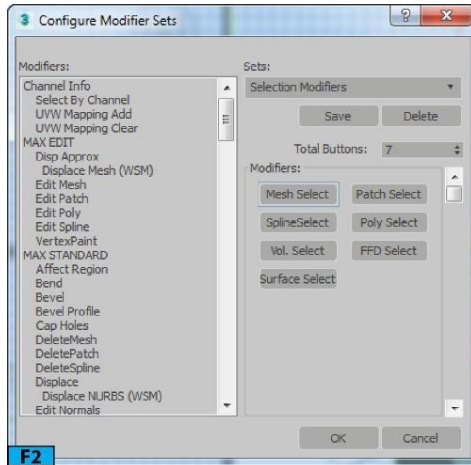 3 Configure Modifier Sets
Modifiers:
Channel Info
Select By Channel
UVW Mapping Add
UVW Mapping Clear
MAX EDIT
Disp Approx
Displace Mesh (WSM)
Edit Mesh
Edit Patch
Edit Poly
Edit Spline
VertexPaint
MAX STANDARD
Affect Region
Bend
Bevel
Bevel Profile
Cap Holes
DeleteMesh
DeletePatch
DeleteSpline
Displace
Displace NURBS (WSM)
Edit Normals
Sets:
Selection Modifiers
Save Delete
Total Buttons: 7
Modifiers:
Mesh Select Patch Select
SplineSelect Poly Select
Vol. Select FFD Select
Surface Select
OK Cancel
F2